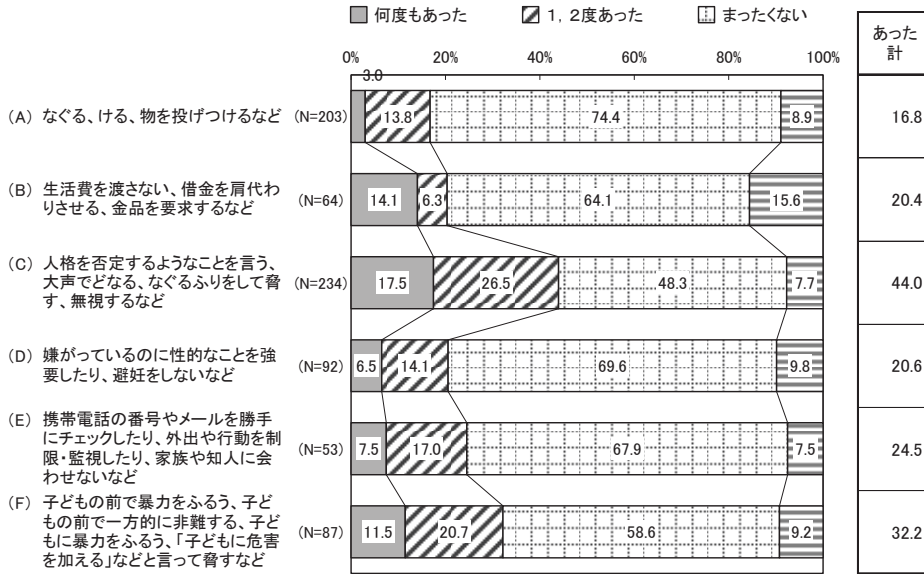 何度もあった 1，2度あった まったくない
あった
計
0% 20% 40% 60% 80% 100%
3.0
(A) なぐる、ける、物を投げつけるなど (N=203) 13.8 74.4 8.9 16.8
(B) 生活費を渡さない、借金を肩代わ
りさせる、金品を要求するなど
(N=64) 14.1 6.3 64.1 15.6 20.4
(C) 人格を否定するようなことを言う、
大声でどなる、なぐるふりをして脅
す、無視するなど
(N=234) 17.5 26.5 48.3 7.7 44.0
(D) 嫌がっているのに性的なことを強
要したり、避妊をしないなど
(N=92) 6.5 14.1 69.6 9.8 20.6
(E) 携帯電話の番号やメールを勝手
にチェックしたり、外出や行動を制
限・監視したり、家族や知人に会
わせないなど
(N=53) 7.5 17.0 67.9 7.5 24.5
(F) 子どもの前で暴力をふるう、子ど
もの前で一方的に非難する、子ど
もに暴力をふるう、「子どもに危害
を加える」などと言って脅すなど
(N=87) 11.5 20.7 58.6 9.2 32.2